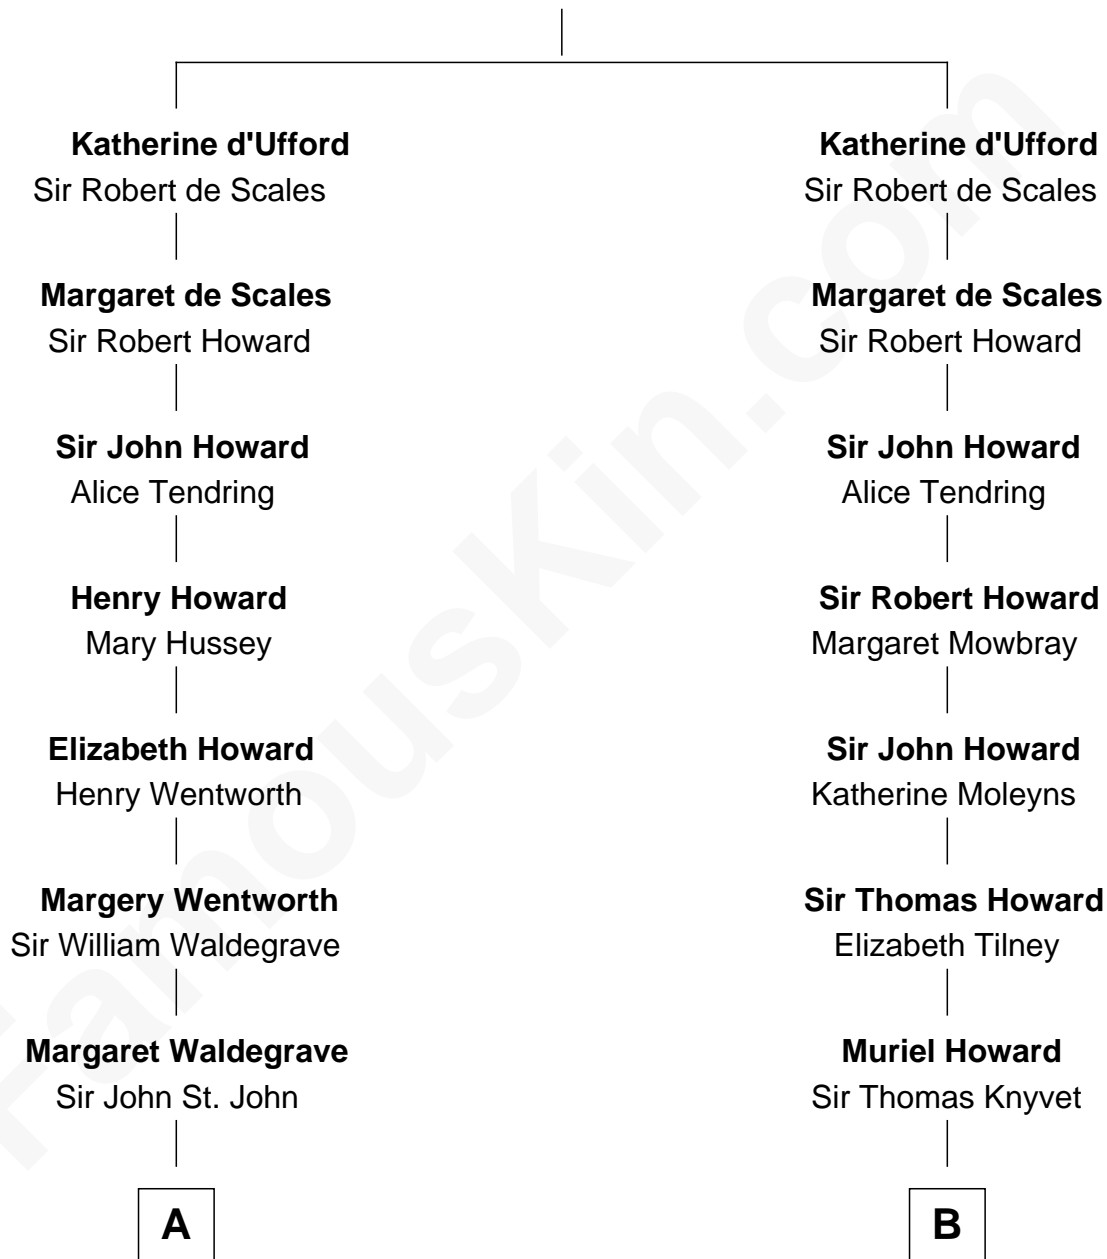 Katherine d'Ufford
Sir Robert de Scales
Margaret de Scales
Sir Robert Howard
Sir John Howard
Alice Tendring
Henry Howard
Mary Hussey
Elizabeth Howard
Henry Wentworth
Margery Wentworth
Sir William Waldegrave
Margaret Waldegrave
Sir John St. John
A
Katherine d'Ufford
Sir Robert de Scales
Margaret de Scales
Sir Robert Howard
Sir John Howard
Alice Tendring
Sir Robert Howard
Margaret Mowbray
Sir John Howard
Katherine Moleyns
Sir Thomas Howard
Elizabeth Tilney
Muriel Howard
Sir Thomas Knyvet
B
FamousKin.com